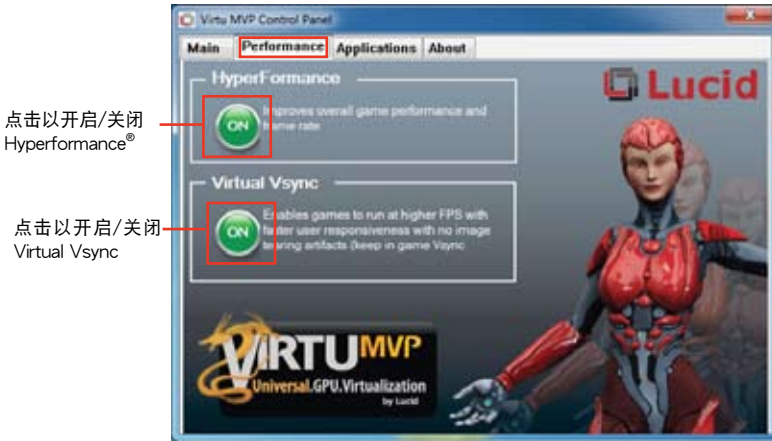 Virtu MVP Control Panel
Main Performance Applications About
HyperFormance
ON
Improves overall game performance and
frame rate
点击以开启/关闭
Hyperformance®
Lucid
Virtual Vsync
ON
Enables games to run at higher FPS with
faster user responsiveness with no image
tearing artifacts (keep in game Vsync
点击以开启/关闭
Virtual Vsync
VIRTU MVP
Universal.GPU.Virtualization
by Lucid